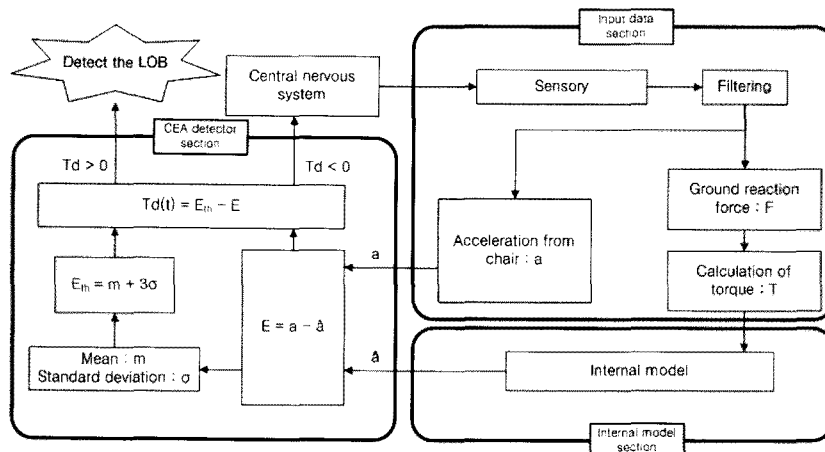 Input data
section
Detect the LOB
Central nervous
system
Sensory
Filtering
CEA detector
section
Td > 0
Td < 0
Td(t) = Eth − E
Ground reaction
force : F
Acceleration from
chair : a
a
Eth = m + 3σ
Calculation of
torque : T
E = a − â
Mean : m
Standard deviation : σ
â
Internal model
Internal model
section